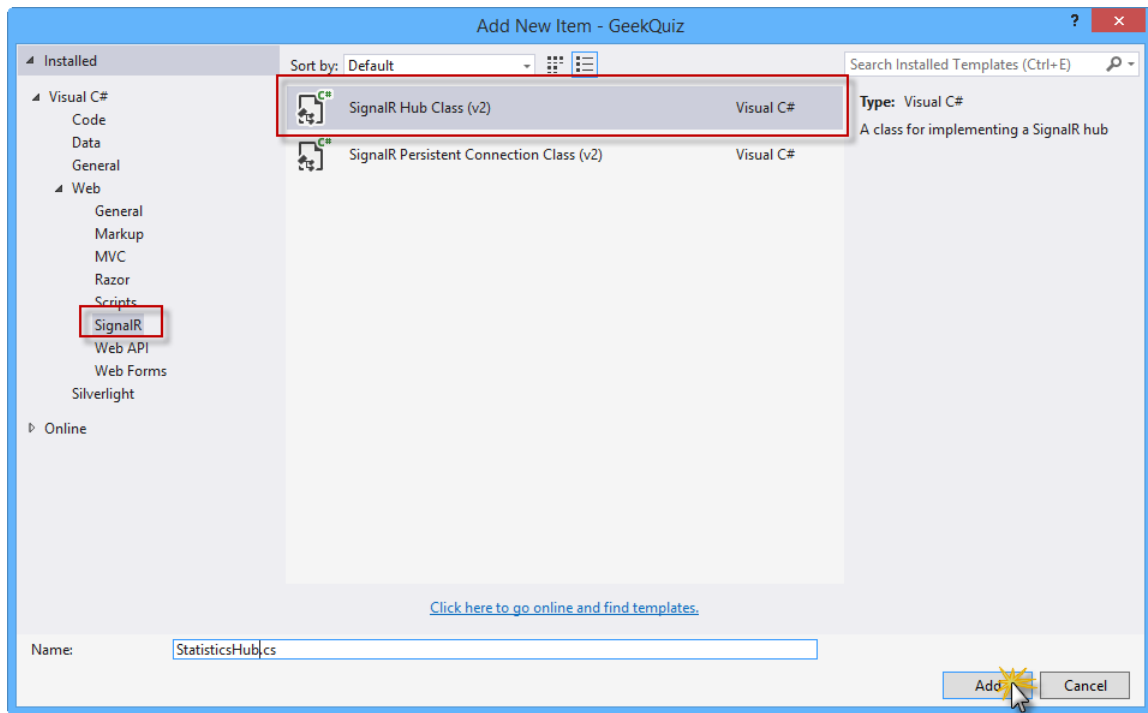 Add New Item - GeekQuiz
?
Installed
Sort by: Default
Search Installed Templates (Ctrl+E)
Visual C#
Code
Data
General
Web
General
Markup
MVC
Razor
Scripts
SignalR
Web API
Web Forms
Silverlight
Online
C# SignalR Hub Class (v2) Visual C#
C# SignalR Persistent Connection Class (v2) Visual C#
Type: Visual C#
A class for implementing a SignalR hub
Click here to go online and find templates.
Name: StatisticsHub.cs
Add Cancel